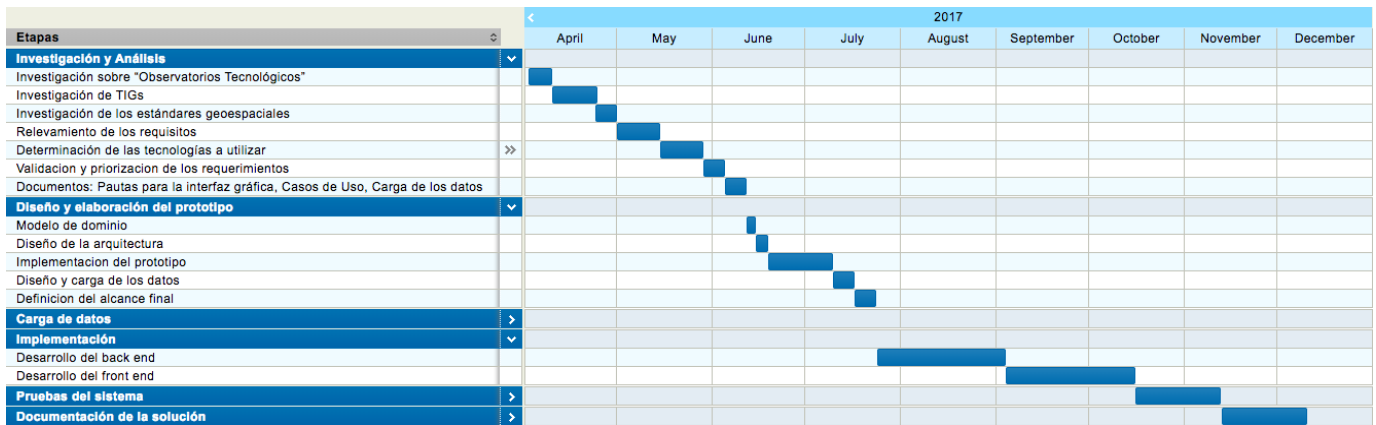 2017
Etapas April May June July August September October November December
Investigación y Análisis
Investigación sobre "Observatorios Tecnológicos"
Investigación de TIGs
Investigación de los estándares geoespaciales
Relevamiento de los requisitos
Determinación de las tecnologías a utilizar
Validacion y priorizacion de los requerimientos
Documentos: Pautas para la interfaz gráfica, Casos de Uso, Carga de los datos
Diseño y elaboración del prototipo
Modelo de dominio
Diseño de la arquitectura
Implementacion del prototipo
Diseño y carga de los datos
Definicion del alcance final
Carga de datos
Implementación
Desarrollo del back end
Desarrollo del front end
Pruebas del sistema
Documentación de la solución